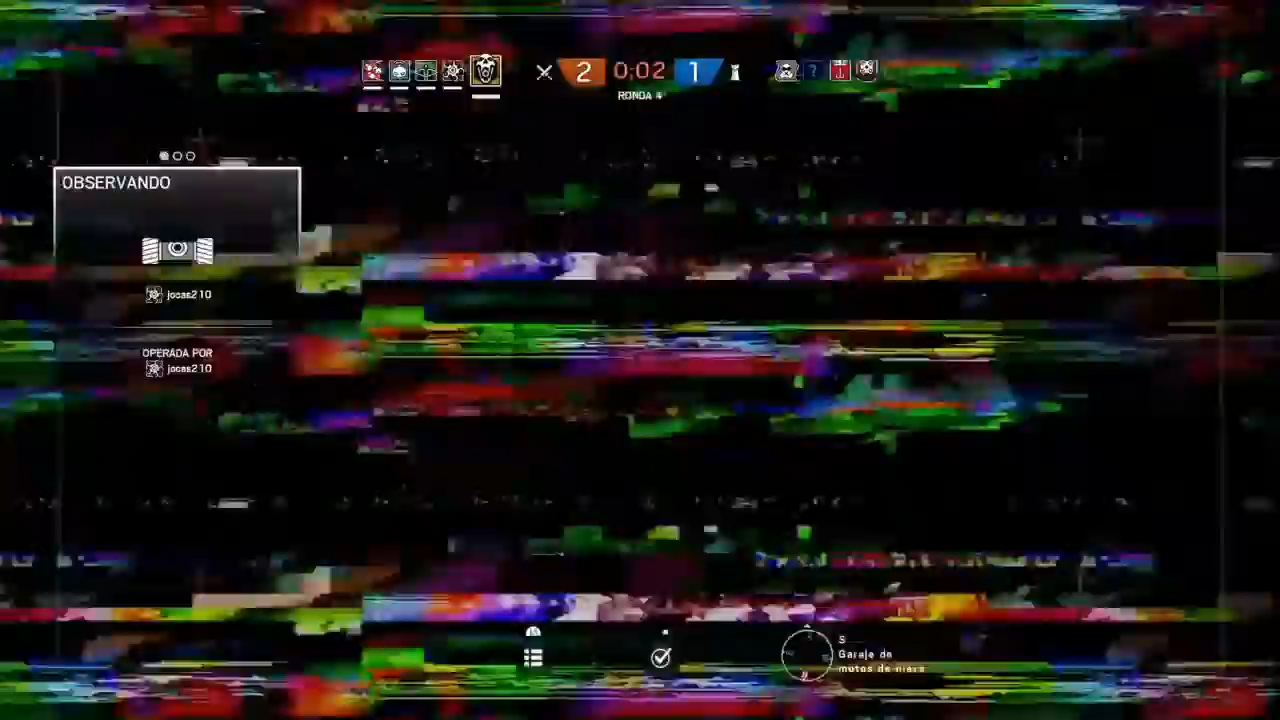 2 0:02 1
RONDA 4
?
OBSERVANDO
jocas210
OPERADA POR
jocas210
S
Garaje de
motos de nieve